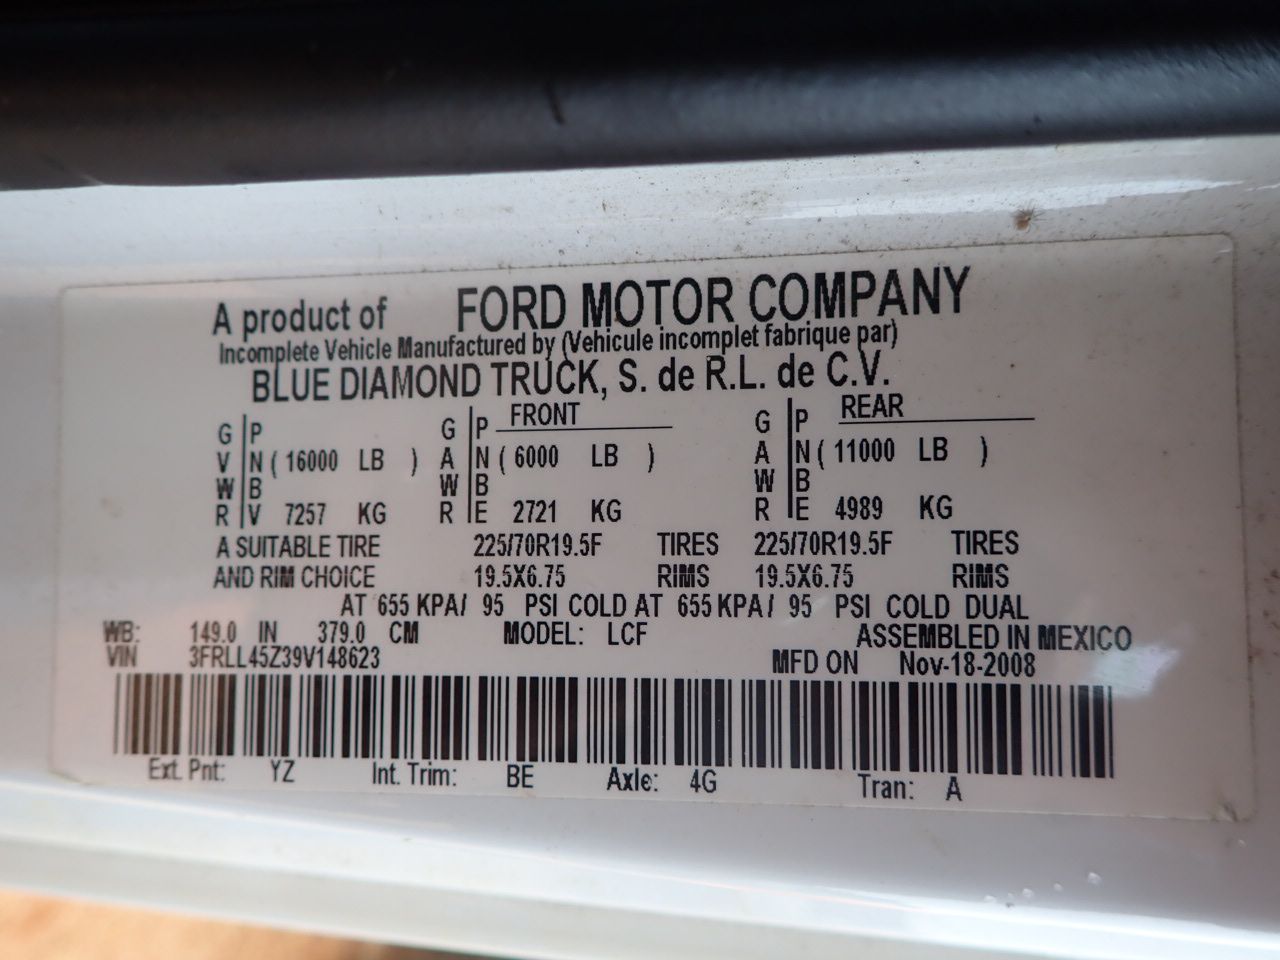 A product of FORD MOTOR COMPANY
Incomplete Vehicle Manufactured by (Vehicule incomplet fabrique par)
BLUE DIAMOND TRUCK, S. de R.L. de C.V.
FRONT REAR
G P G P G P
V N ( 16000 LB ) A N ( 6000 LB ) A N ( 11000 LB )
W B W B W B
R V 7257 KG R E 2721 KG R E 4989 KG
A SUITABLE TIRE 225/70R19.5F TIRES 225/70R19.5F TIRES
AND RIM CHOICE 19.5X6.75 RIMS 19.5X6.75 RIMS
AT 655 KPA/ 95 PSI COLD AT 655 KPA/ 95 PSI COLD DUAL
WB: 149.0 IN 379.0 CM MODEL: LCF ASSEMBLED IN MEXICO
VIN 3FRLL45Z39V148623 MFD ON Nov-18-2008
Ext. Pnt: YZ Int. Trim: BE Axle: 4G Tran: A